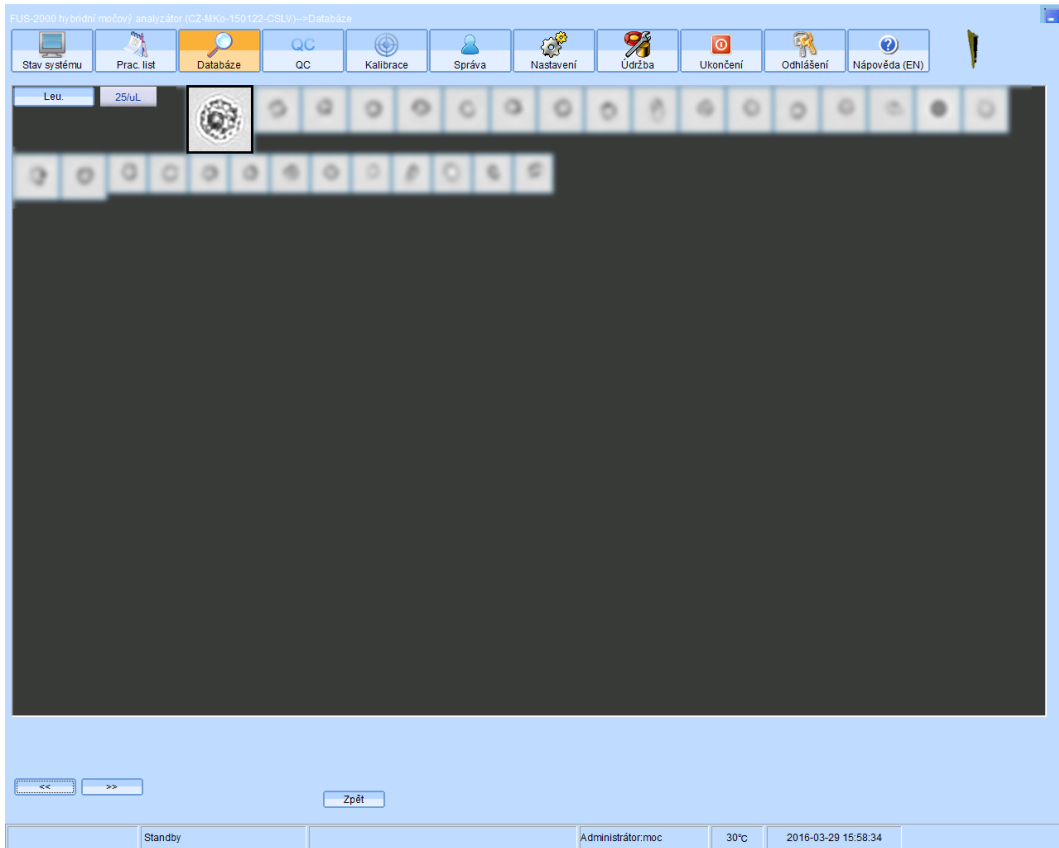 FUS-2000 hybridní močový analyzátor (CZ-MKo-150122-CSLV)-->Databáze
Stav systému Prac. list Databáze QC QC Kalibrace Správa Nastavení Údržba Ukončení Odhlášení Nápověda (EN)
Leu. 25/uL
<< >>
Zpět
Standby Administrátor:moc 30°C 2016-03-29 15:58:34